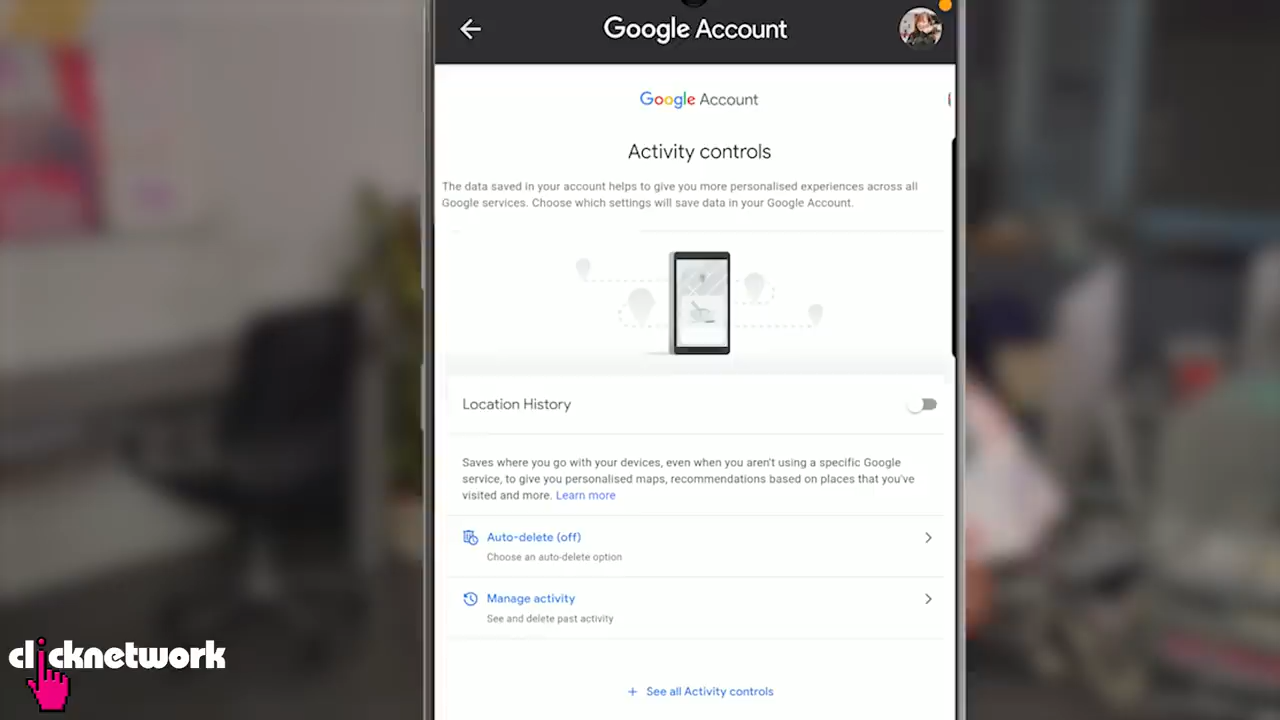 Google Account
Google Account
Activity controls
The data saved in your account helps to give you more personalised experiences across all
Google services. Choose which settings will save data in your Google Account.
Location History
Saves where you go with your devices, even when you aren't using a specific Google
service, to give you personalised maps, recommendations based on places that you've
visited and more. Learn more
Auto-delete (off)
Choose an auto-delete option
Manage activity
See and delete past activity
+ See all Activity controls
clicknetwork